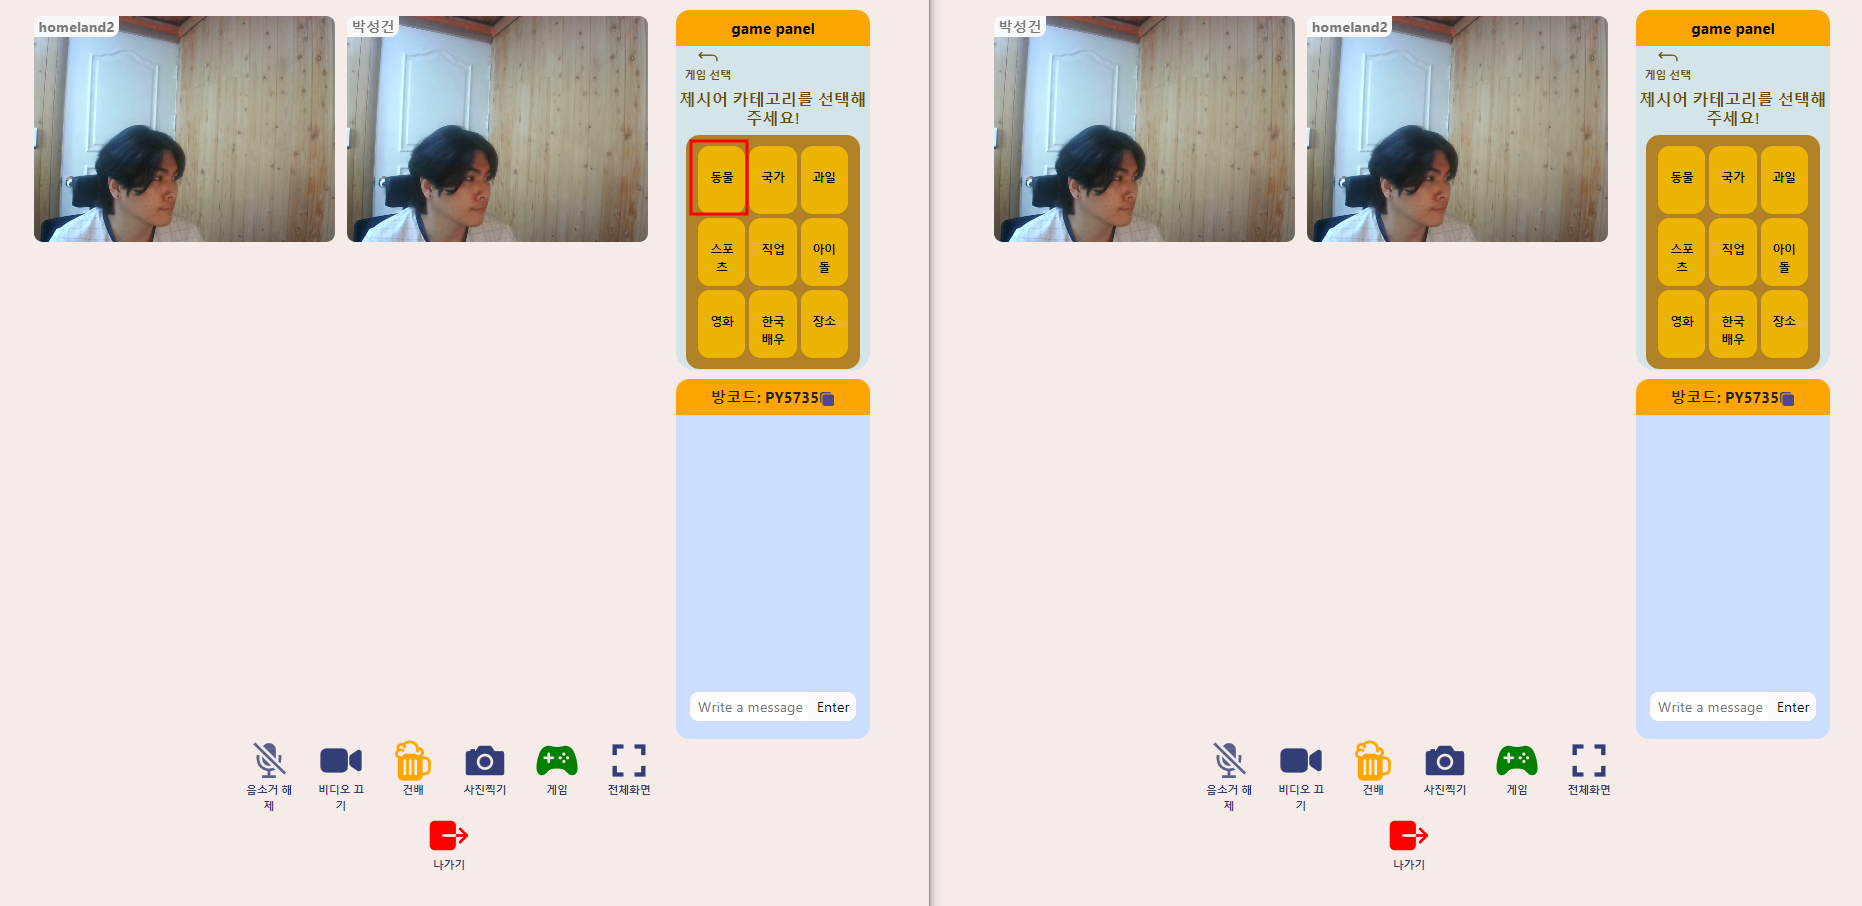 homeland2
박성건
game panel
게임 선택
제시어 카테고리를 선택해
주세요!
동물
국가
과일
스포
츠
직업
아이
돌
영화
한국
배우
장소
방코드: PY5735
Write a message
Enter
음소거 해
제
비디오 끄
기
건배
사진찍기
게임
전체화면
나가기
박성건
homeland2
game panel
게임 선택
제시어 카테고리를 선택해
주세요!
동물
국가
과일
스포
츠
직업
아이
돌
영화
한국
배우
장소
방코드: PY5735
Write a message
Enter
음소거 해
제
비디오 끄
기
건배
사진찍기
게임
전체화면
나가기